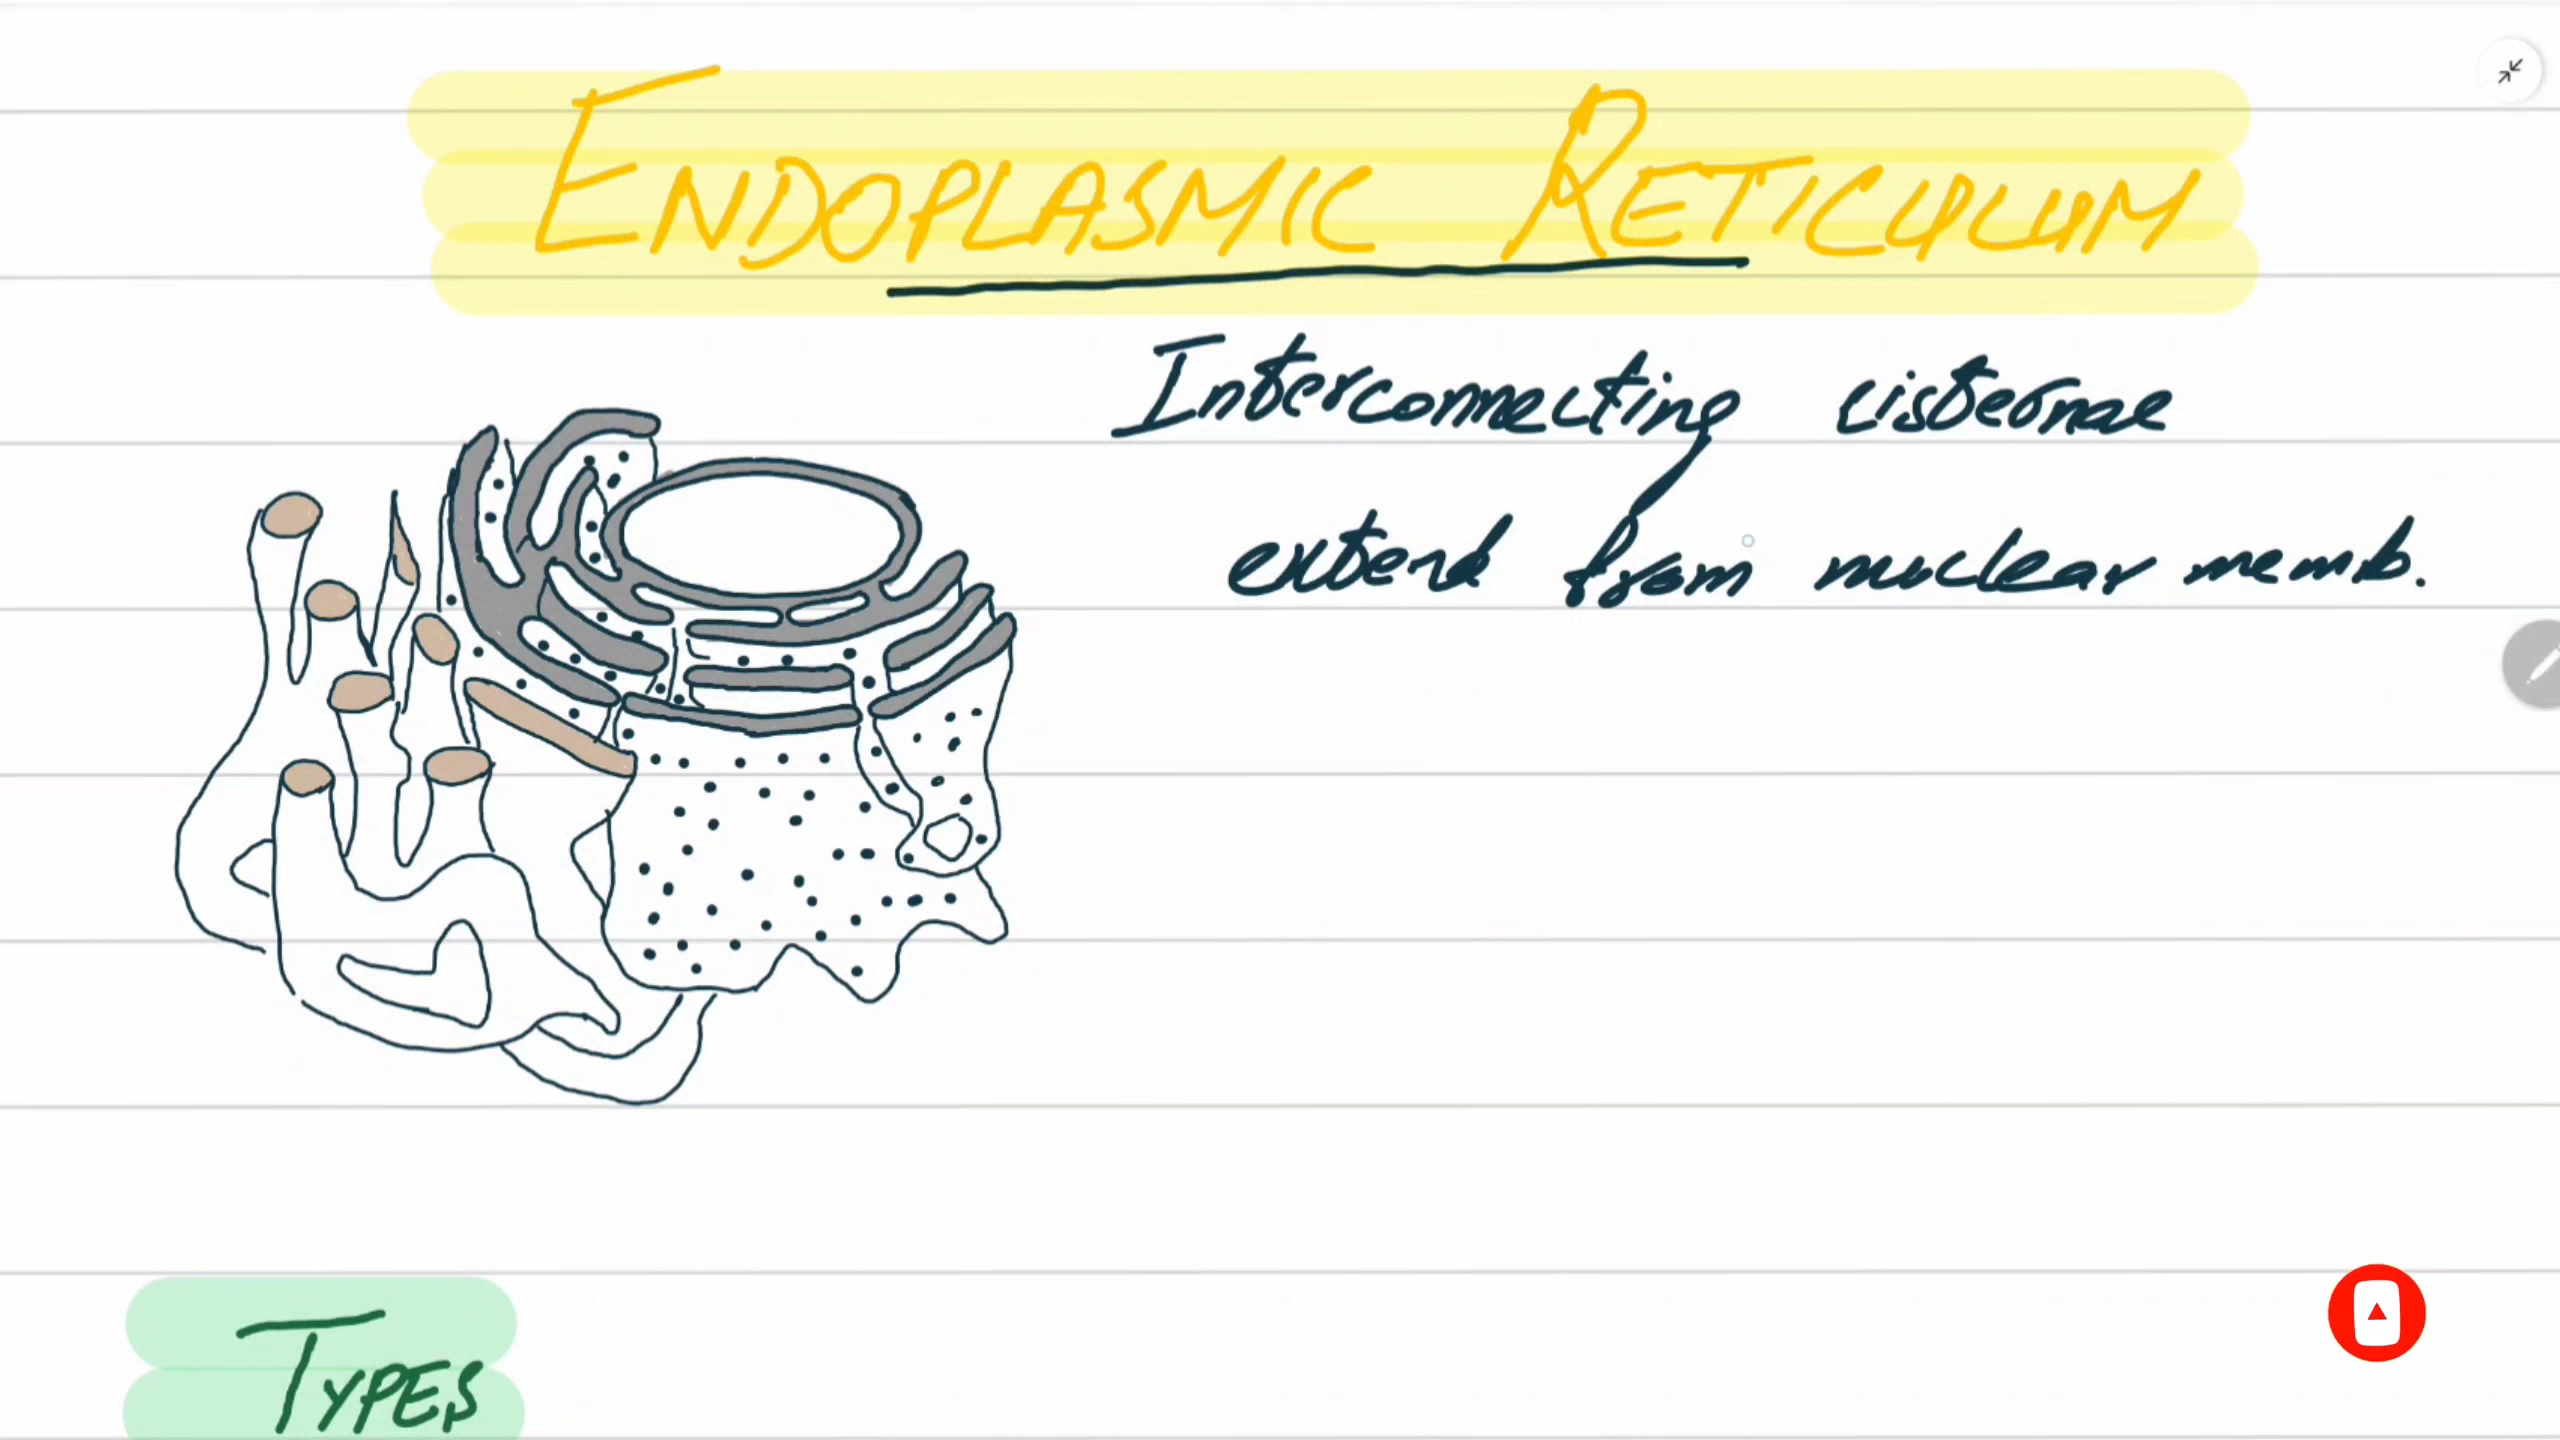 ENDOPLASMIC RETICULUM
Interconnecting cisternae
extend from nuclear memb.
TYPES